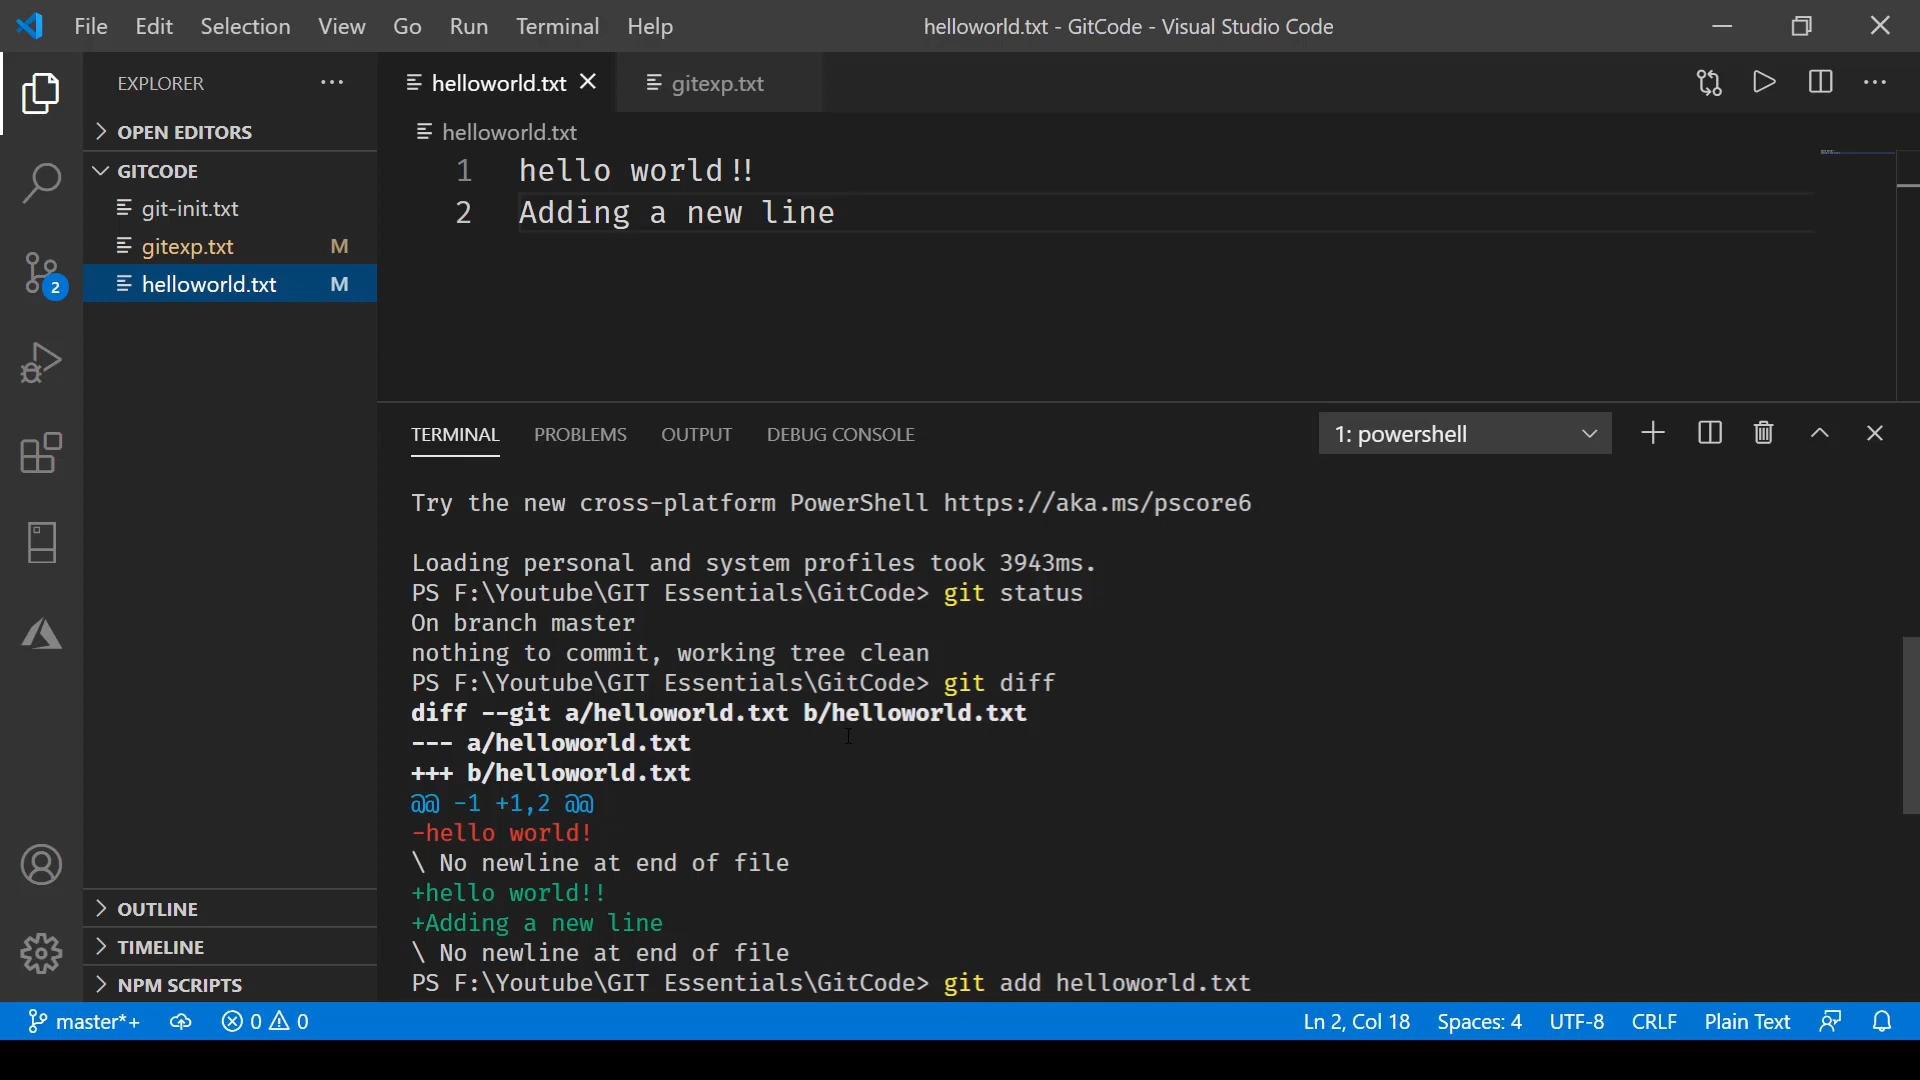 File Edit Selection View Go Run Terminal Help
helloworld.txt - GitCode - Visual Studio Code
EXPLORER
OPEN EDITORS
GITCODE
git-init.txt
gitexp.txt M
helloworld.txt M
2
OUTLINE
TIMELINE
NPM SCRIPTS
helloworld.txt gitexp.txt
helloworld.txt
1 hello world!!
2 Adding a new line
TERMINAL PROBLEMS OUTPUT DEBUG CONSOLE 1: powershell
Try the new cross-platform PowerShell https://aka.ms/pscore6
Loading personal and system profiles took 3943ms.
PS F:\Youtube\GIT Essentials\GitCode> git status
On branch master
nothing to commit, working tree clean
PS F:\Youtube\GIT Essentials\GitCode> git diff
diff --git a/helloworld.txt b/helloworld.txt
--- a/helloworld.txt
+++ b/helloworld.txt
@@ -1 +1,2 @@
-hello world!
\ No newline at end of file
+hello world!!
+Adding a new line
\ No newline at end of file
PS F:\Youtube\GIT Essentials\GitCode> git add helloworld.txt
master*+ 0 0 Ln 2, Col 18 Spaces: 4 UTF-8 CRLF Plain Text